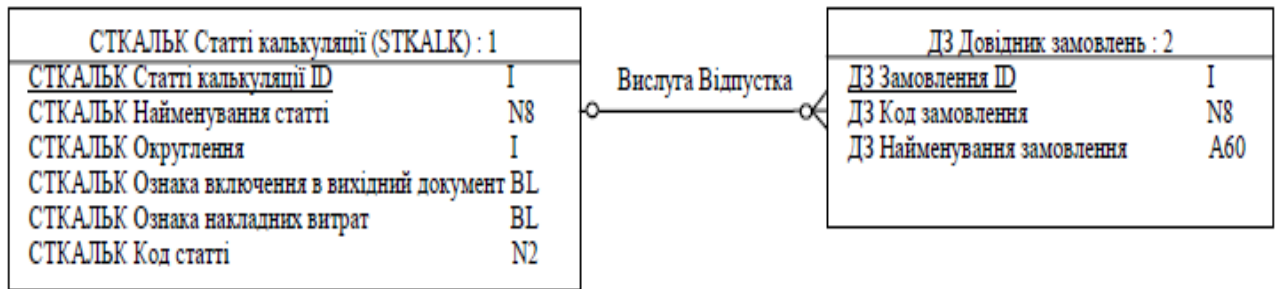 СТКАЛЬК Статті калькуляції (STKALK) : 1
СТКАЛЬК Статті калькуляції ID I
СТКАЛЬК Найменування статті N8
СТКАЛЬК Округлення I
СТКАЛЬК Ознака включення в вихідний документ BL
СТКАЛЬК Ознака накладних витрат BL
СТКАЛЬК Код статті N2
Вислуга Відпустка
ДЗ Довідник замовлень : 2
ДЗ Замовлення ID I
ДЗ Код замовлення N8
ДЗ Найменування замовлення A60